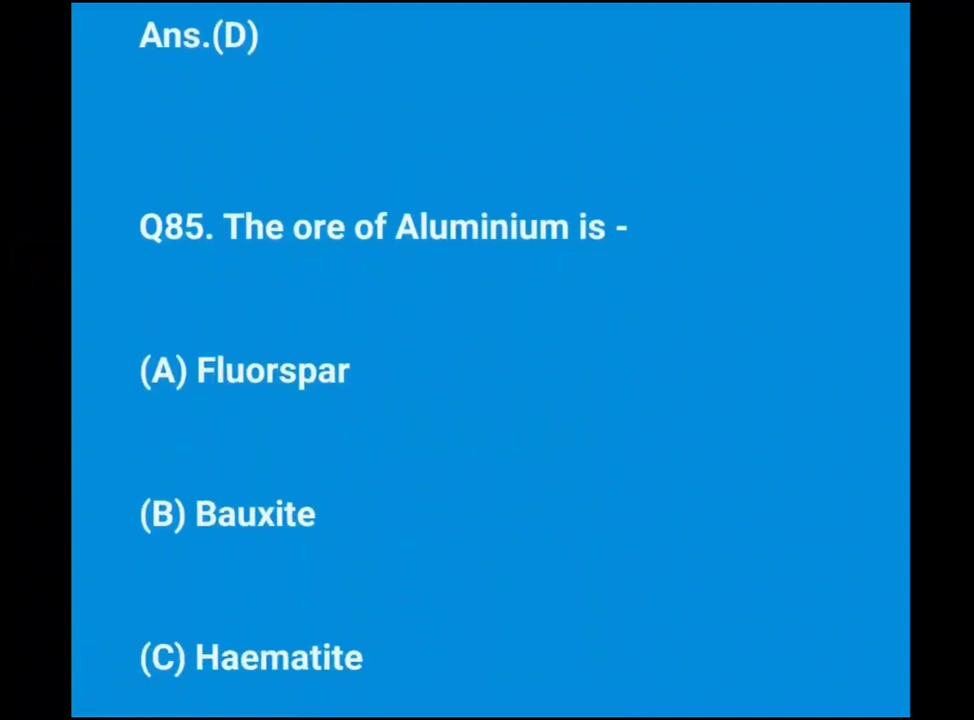 Ans.(D)
Q85. The ore of Aluminium is -
(A) Fluorspar
(B) Bauxite
(C) Haematite